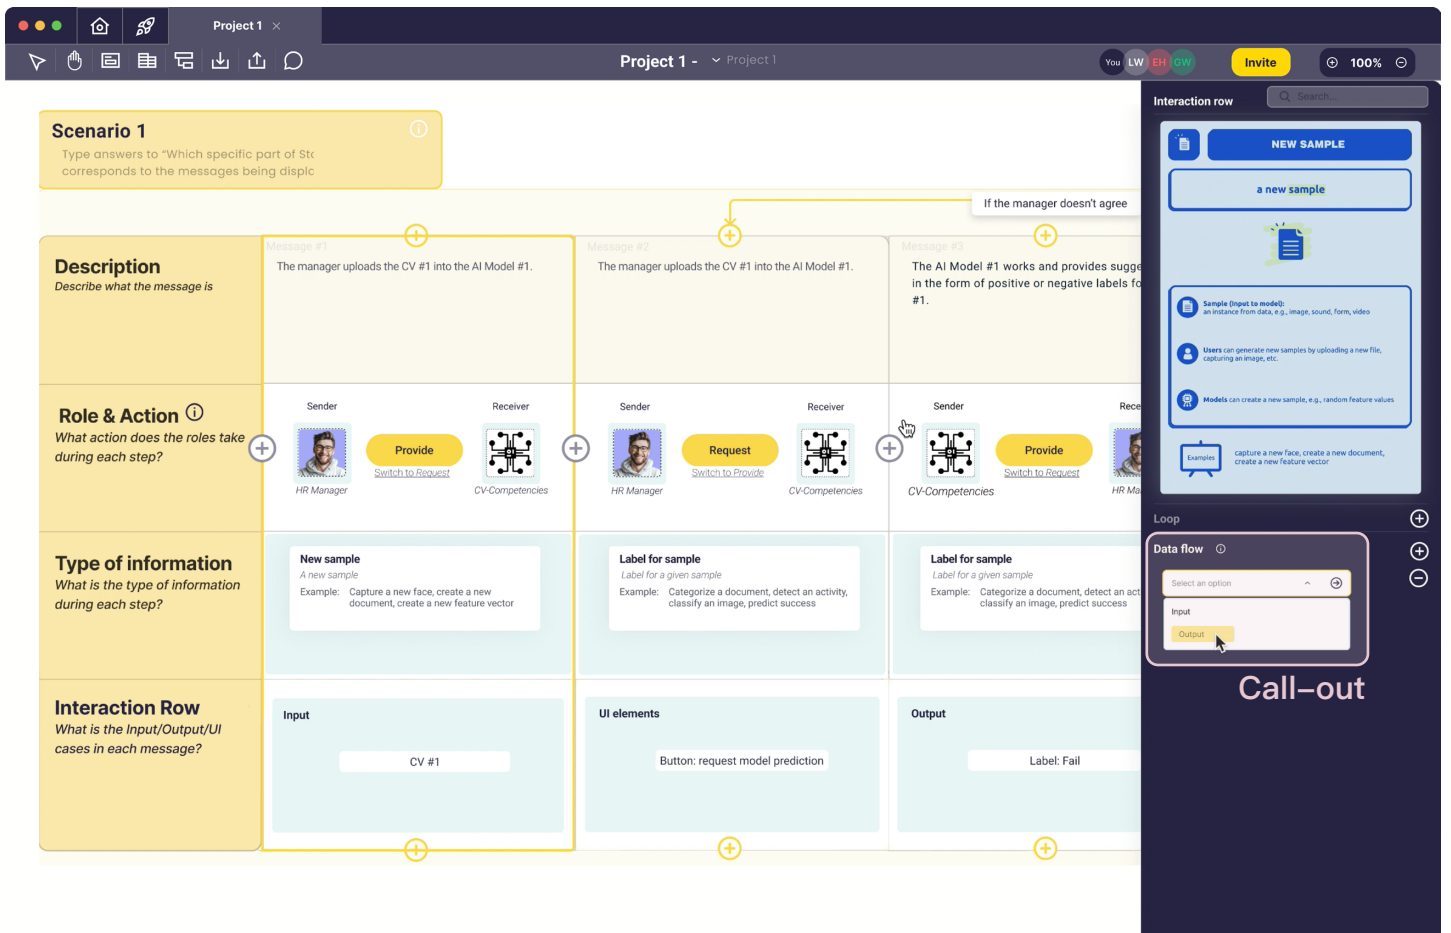 Project 1
Project 1 - Project 1
You LW EH GW
Invite
100%
Scenario 1
Type answers to "Which specific part of Stc
corresponds to the messages being displc
If the manager doesn't agree
Message #1
Message #2
Message #3
Description
Describe what the message is
The manager uploads the CV #1 into the AI Model #1.
The manager uploads the CV #1 into the AI Model #1.
The AI Model #1 works and provides sugge
in the form of positive or negative labels fo
#1.
Role & Action
What action does the roles take
during each step?
Sender
Receiver
Provide
Switch to Request
HR Manager
CV-Competencies
Sender
Receiver
Request
Switch to Provide
HR Manager
CV-Competencies
Sender
Rece
Provide
Switch to Request
CV-Competencies
HR Ma
Type of information
What is the type of information
during each step?
New sample
A new sample
Example: Capture a new face, create a new
document, create a new feature vector
Label for sample
Label for a given sample
Example: Categorize a document, detect an activity,
classify an image, predict success
Label for sample
Label for a given sample
Example: Categorize a document, detect an act
classify an image, predict success
Interaction Row
What is the Input/Output/UI
cases in each message?
Input
CV #1
UI elements
Button: request model prediction
Output
Label: Fail
Interaction row
Search...
NEW SAMPLE
a new sample
Sample (Input to model):
an instance from data, e.g., image, sound, form, video
Users can generate new samples by uploading a new file,
capturing an image, etc.
Models can create a new sample, e.g., random feature values
Examples
capture a new face, create a new document,
create a new feature vector
Loop
Data flow
Select an option
Input
Output
Call-out